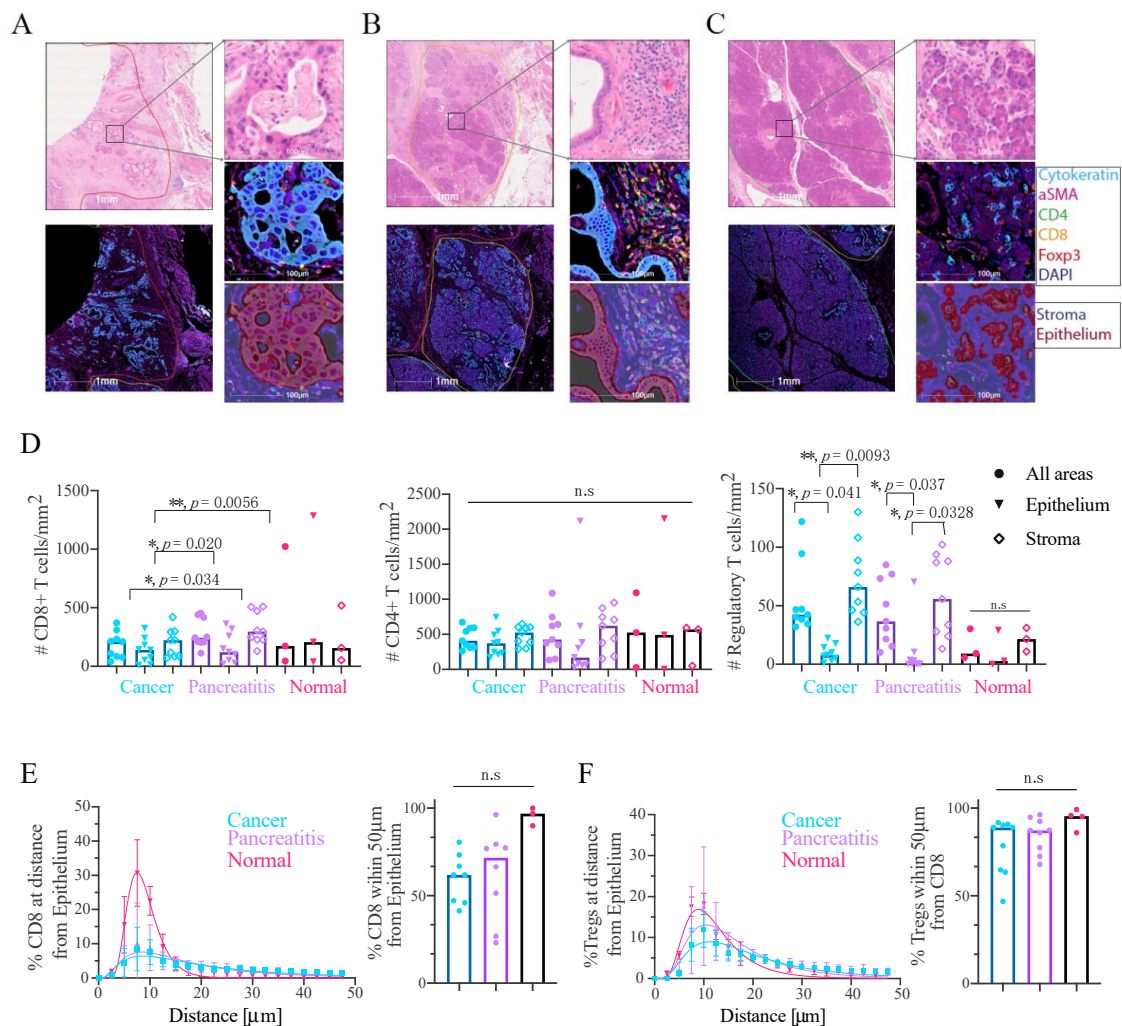 A
B
C
1mm
100μm
1mm
100μm
1mm
100μm
100μm
100μm
100μm
Cytokeratin
aSMA
CD4
CD8
Foxp3
DAPI
1mm
100μm
1mm
100μm
1mm
100μm
Stroma
Epithelium
D
# CD8+ T cells/mm2
1500
1000
500
0
**, p = 0.0056
*, p = 0.020
*, p = 0.034
Cancer Pancreatitis Normal
# CD4+ T cells/mm2
2500
2000
1500
1000
500
0
n.s
Cancer Pancreatitis Normal
# Regulatory T cells/mm2
150
100
50
0
**, p = 0.0093
*, p = 0.041
*, p = 0.037
*, p = 0.0328
n.s
Cancer Pancreatitis Normal
All areas
Epithelium
Stroma
E
% CD8 at distance
from Epithelium
50
40
30
20
10
0
Cancer
Pancreatitis
Normal
0 10 20 30 40 50
Distance [μm]
% CD8 within 50μm
from Epithelium
100
50
0
n.s
F
%Tregs at distance
from Epithelium
40
30
20
10
0
Cancer
Pancreatitis
Normal
0 10 20 30 40 50
Distance [μm]
% Tregs within 50μm
from CD8
100
50
0
n.s